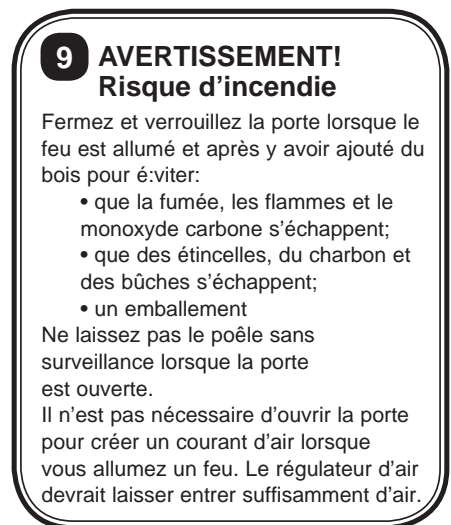 9 AVERTISSEMENT!
Risque d'incendie
Fermez et verrouillez la porte lorsque le
feu est allumé et après y avoir ajouté du
bois pour é:viter:
• que la fumée, les flammes et le
monoxyde carbone s'échappent;
• que des étincelles, du charbon et
des bûches s'échappent;
• un emballement
Ne laissez pas le poêle sans
surveillance lorsque la porte
est ouverte.
Il n'est pas nécessaire d'ouvrir la porte
pour créer un courant d'air lorsque
vous allumez un feu. Le régulateur d'air
devrait laisser entrer suffisamment d'air.